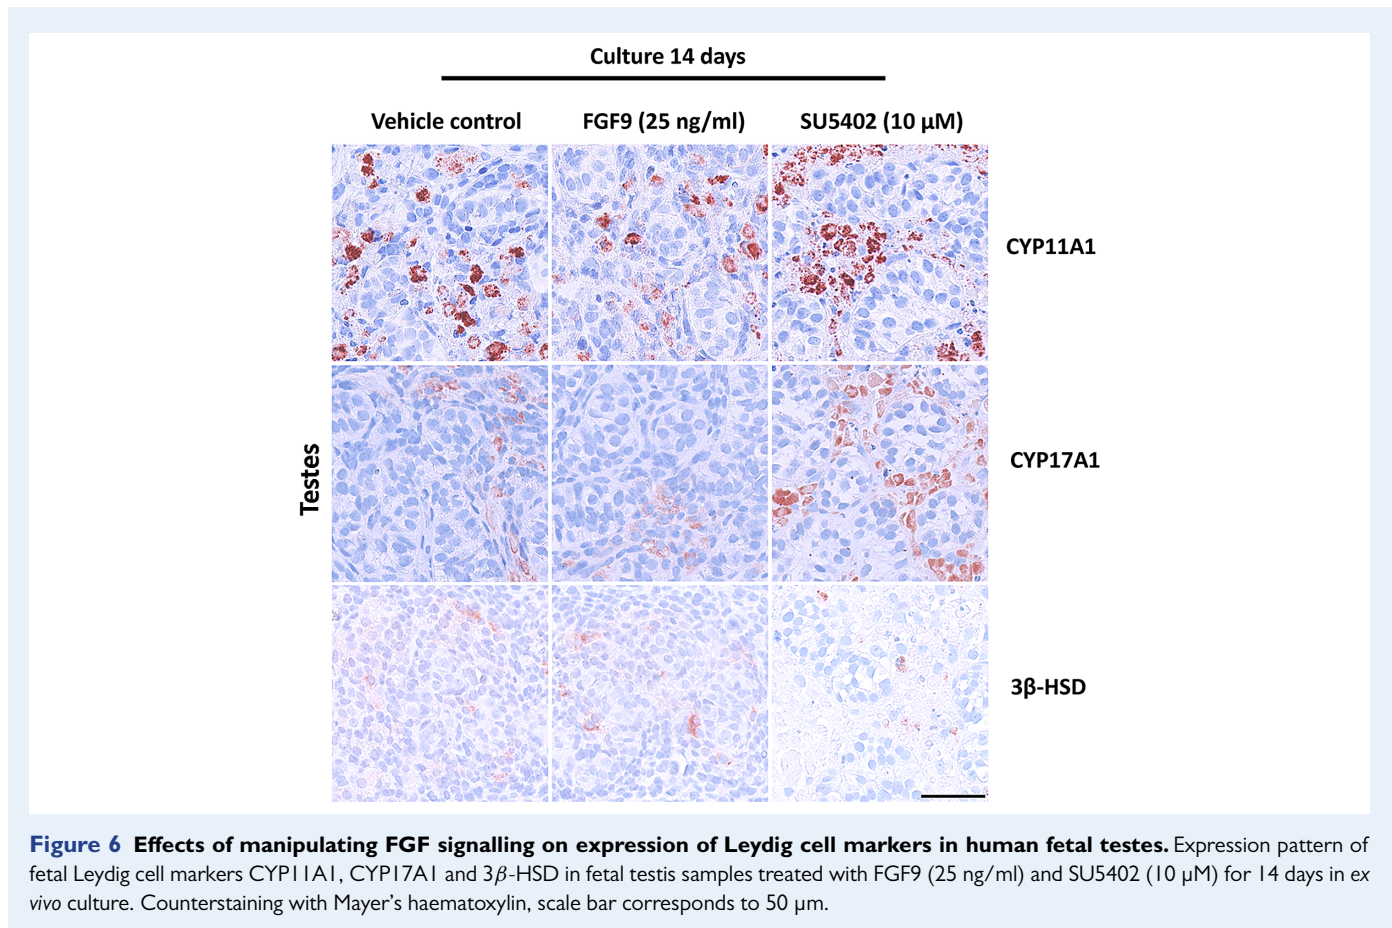 Culture 14 days
Vehicle control FGF9 (25 ng/ml) SU5402 (10 µM)
CYP11A1
Testes
CYP17A1
3β-HSD
Figure 6 Effects of manipulating FGF signalling on expression of Leydig cell markers in human fetal testes. Expression pattern of
fetal Leydig cell markers CYP11A1, CYP17A1 and 3β-HSD in fetal testis samples treated with FGF9 (25 ng/ml) and SU5402 (10 µM) for 14 days in ex
vivo culture. Counterstaining with Mayer's haematoxylin, scale bar corresponds to 50 µm.